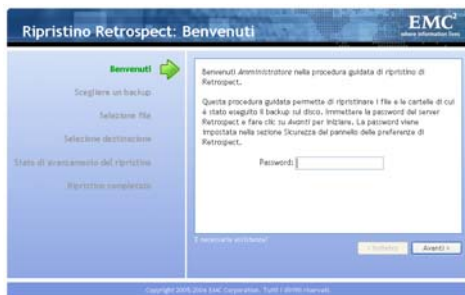 Ripristino Retrospect: Benvenuti
EMC²
where information lives
Benvenuti
Scegliere un backup
Selezione file
Selezione destinazione
Stato di avanzamento del ripristino
Ripristino completato
Benvenuti Amministratore nella procedura guidata di ripristino di
Retrospect.
Questa procedura guidata permette di ripristinare i file e le cartelle di cui
è stato eseguito il backup sul disco. Immettere la password del server
Retrospect e fare clic su Avanti per iniziare. La password viene
impostata nella sezione Sicurezza del pannello delle preferenze di
Retrospect.
Password:
È necessaria assistenza?
< Indietro
Avanti >
Copyright 2005 2006 EMC Corporation. Tutti i diritti riservati.